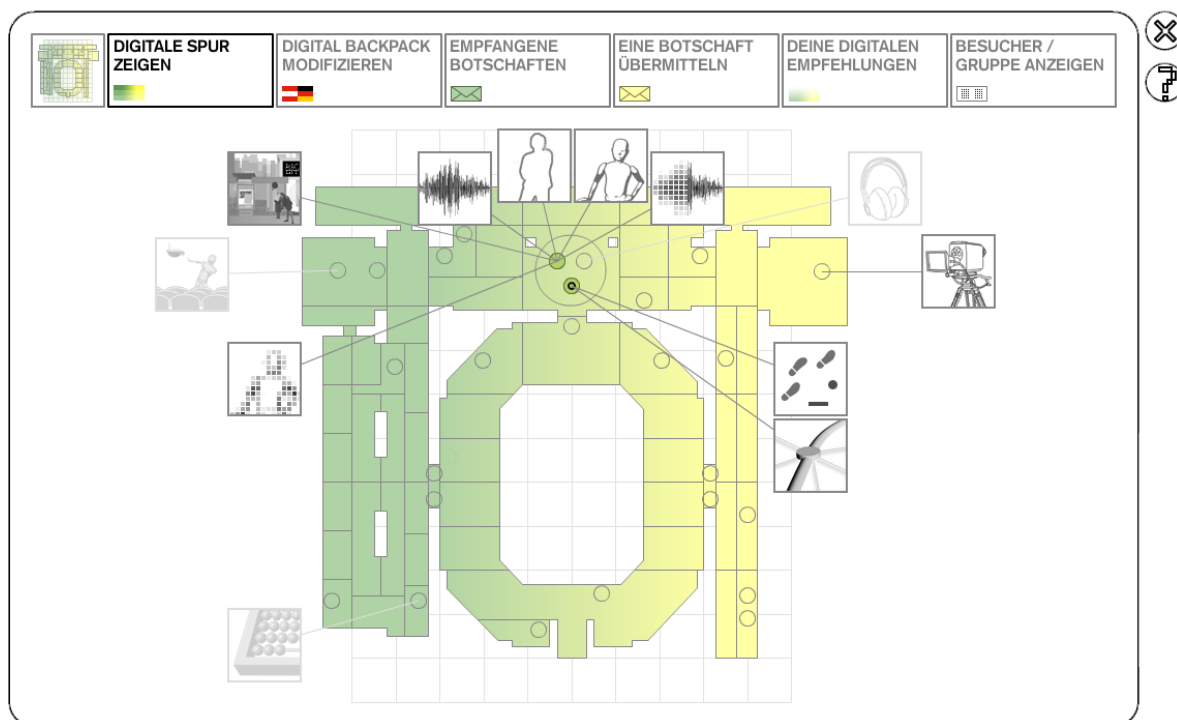 DIGITALE SPUR
ZEIGEN
DIGITAL BACKPACK
MODIFIZIEREN
EMPFANGENE
BOTSCHAFTEN
EINE BOTSCHAFT
ÜBERMITTELN
DEINE DIGITALEN
EMPFEHLUNGEN
BESUCHER /
GRUPPE ANZEIGEN
?